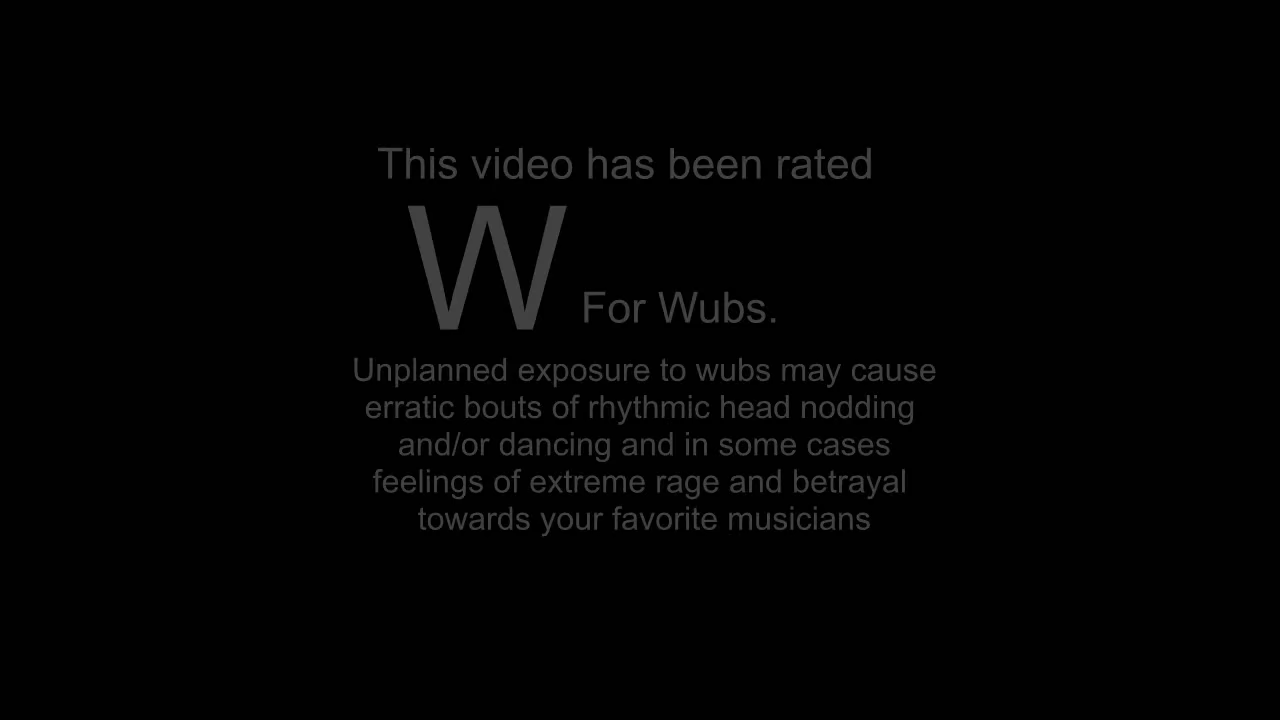 This video has been rated
W For Wubs.
Unplanned exposure to wubs may cause
erratic bouts of rhythmic head nodding
and/or dancing and in some cases
feelings of extreme rage and betrayal
towards your favorite musicians